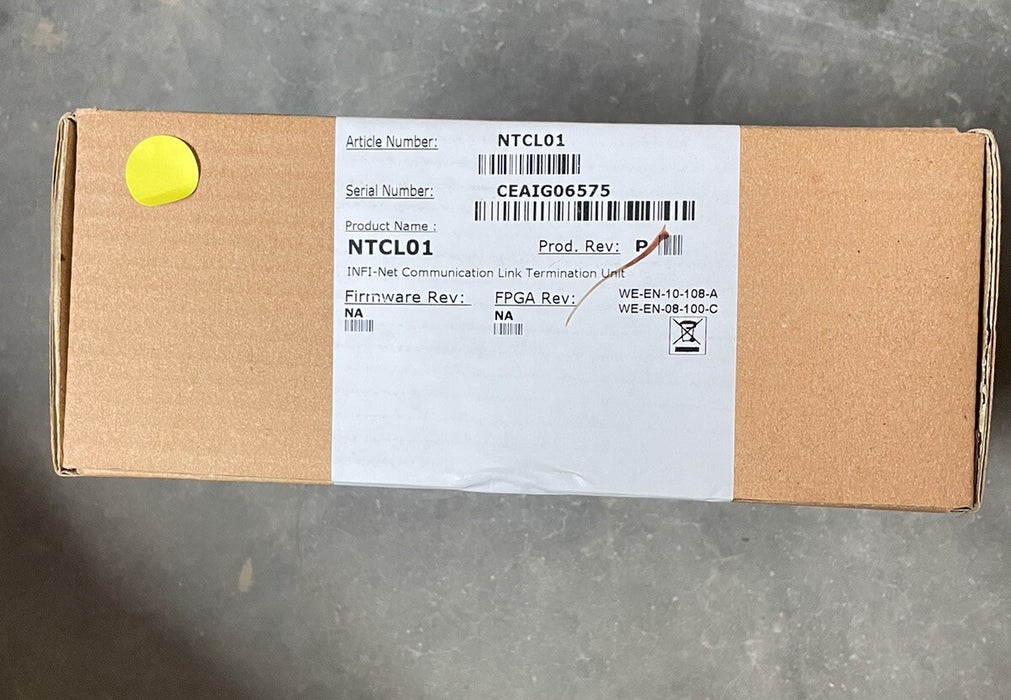 Article Number: NTCL01
Serial Number: CEAIG06575
Product Name :
NTCL01 Prod. Rev: P
INFI-Net Communication Link Termination Unit
Firmware Rev: FPGA Rev: WE-EN-10-108-A
NA NA WE-EN-08-100-C